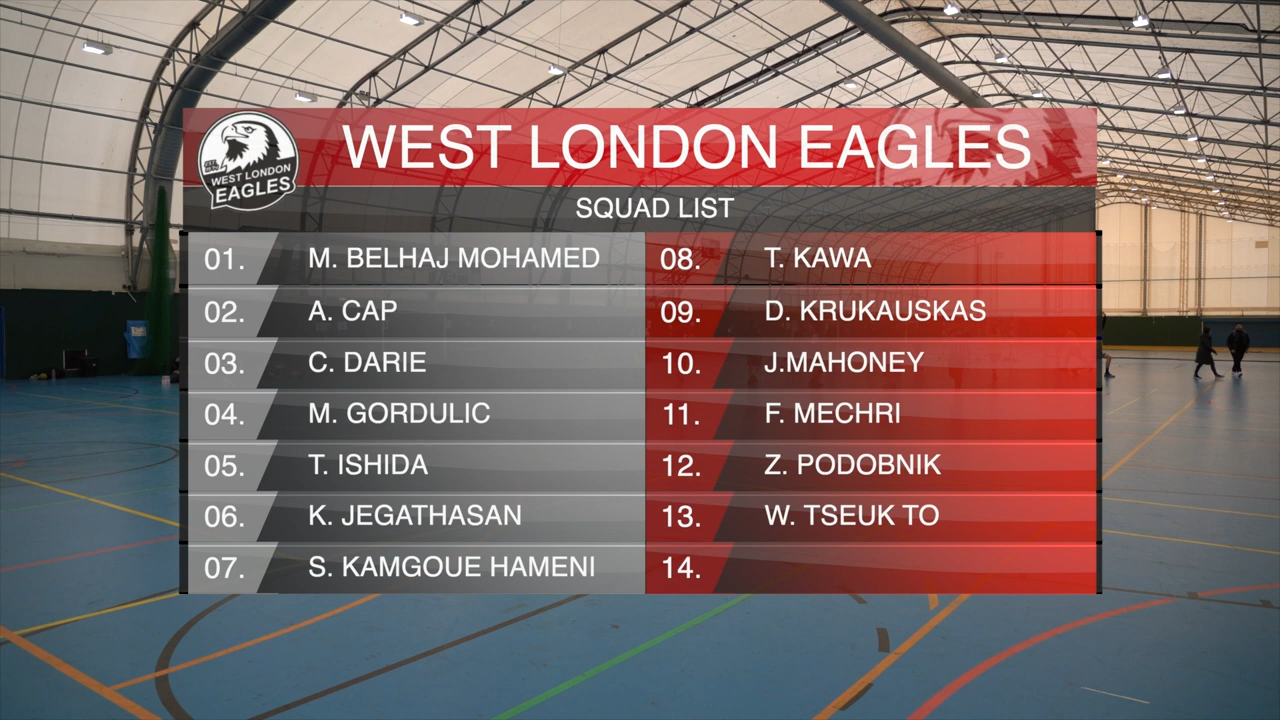 WEST LONDON EAGLES
WEST LONDON
EAGLES
SQUAD LIST
01. M. BELHAJ MOHAMED
02. A. CAP
03. C. DARIE
04. M. GORDULIC
05. T. ISHIDA
06. K. JEGATHASAN
07. S. KAMGOUE HAMENI
08. T. KAWA
09. D. KRUKAUSKAS
10. J.MAHONEY
11. F. MECHRI
12. Z. PODOBNIK
13. W. TSEUK TO
14.